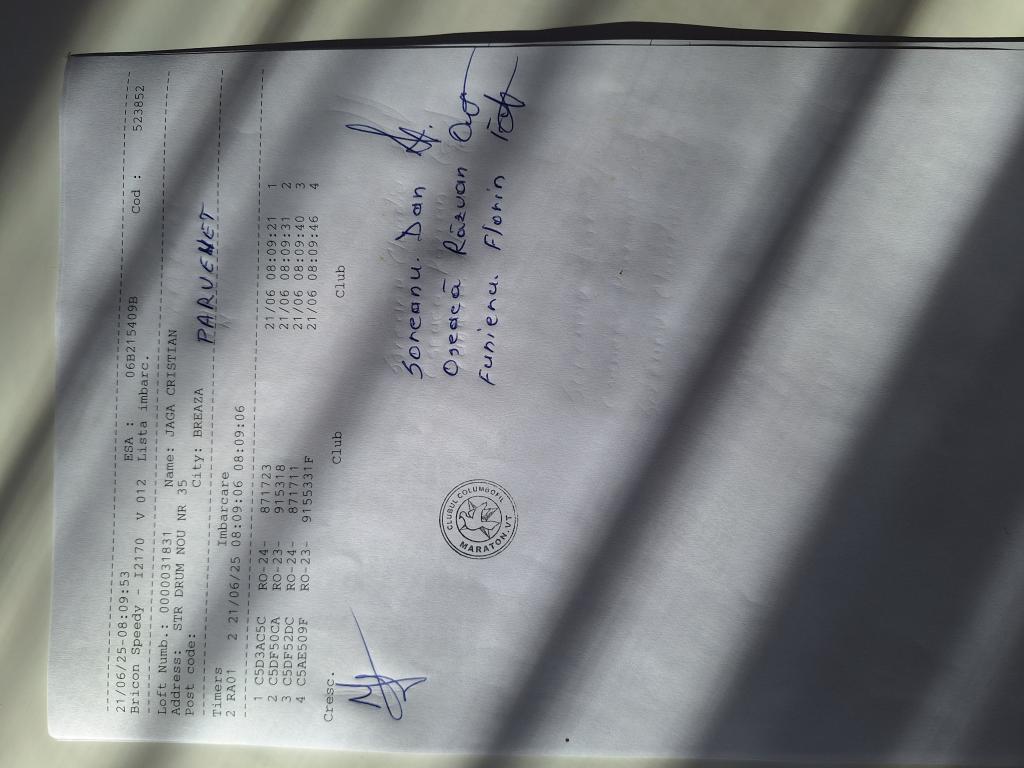 21/06/25-08:09:53 ESA : 06B215409B Cod : 523852
Bricon Speedy - I2170 V 012 Lista imbarc.
Loft Numb.: 0000031831 Name: JAGA CRISTIAN
Address: STR DRUM NOU NR 35
Post code: City: BREAZA
PARVENET
Timers Imbarcare
2 RA01 2 21/06/25 08:09:06 08:09:06
1 C5D3AC5C RO-24- 871723 21/06 08:09:21 1
2 C5DF50CA RO-23- 915318 21/06 08:09:31 2
3 C5DF52DC RO-24- 871711 21/06 08:09:40 3
4 C5AE509F RO-23- 9155331F 21/06 08:09:46 4
Cresc. Club Club
Soreanu Dan
Oseacă Răzvan
Funieru Florin
CLUBUL COLUMBOFIL
MARATON.VT